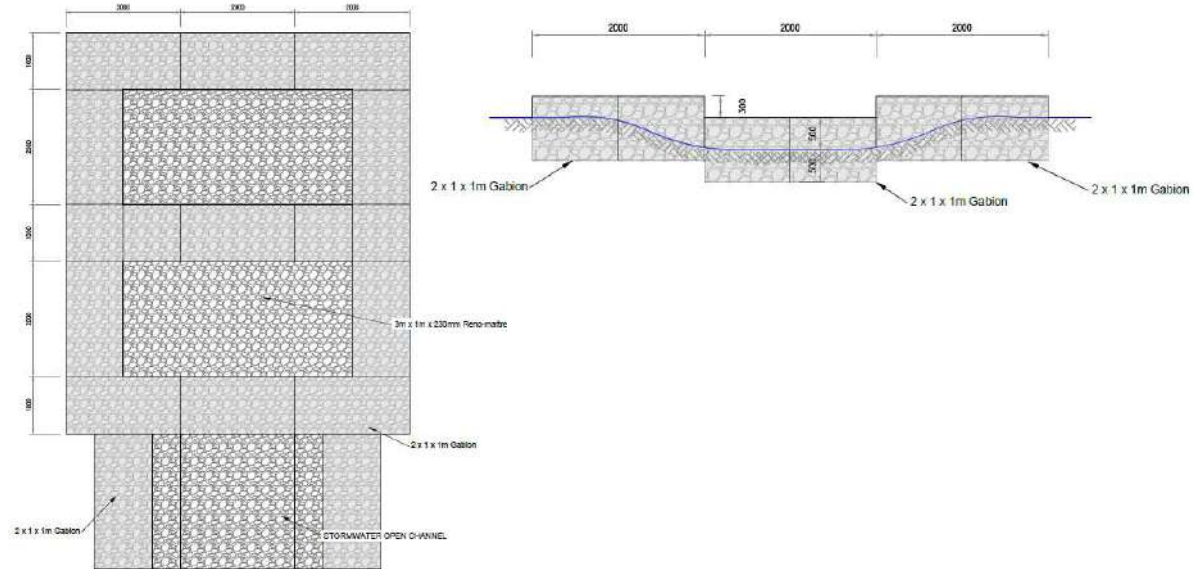 2000
2000
2000
1000
2000
1000
2000
1000
3m x 1m x 230mm Reno-mattre
2 x 1 x 1m Gabion
2 x 1 x 1m Gabion
STORMWATER OPEN CHANNEL
2000
2000
2000
300
500
500
2 x 1 x 1m Gabion
2 x 1 x 1m Gabion
2 x 1 x 1m Gabion